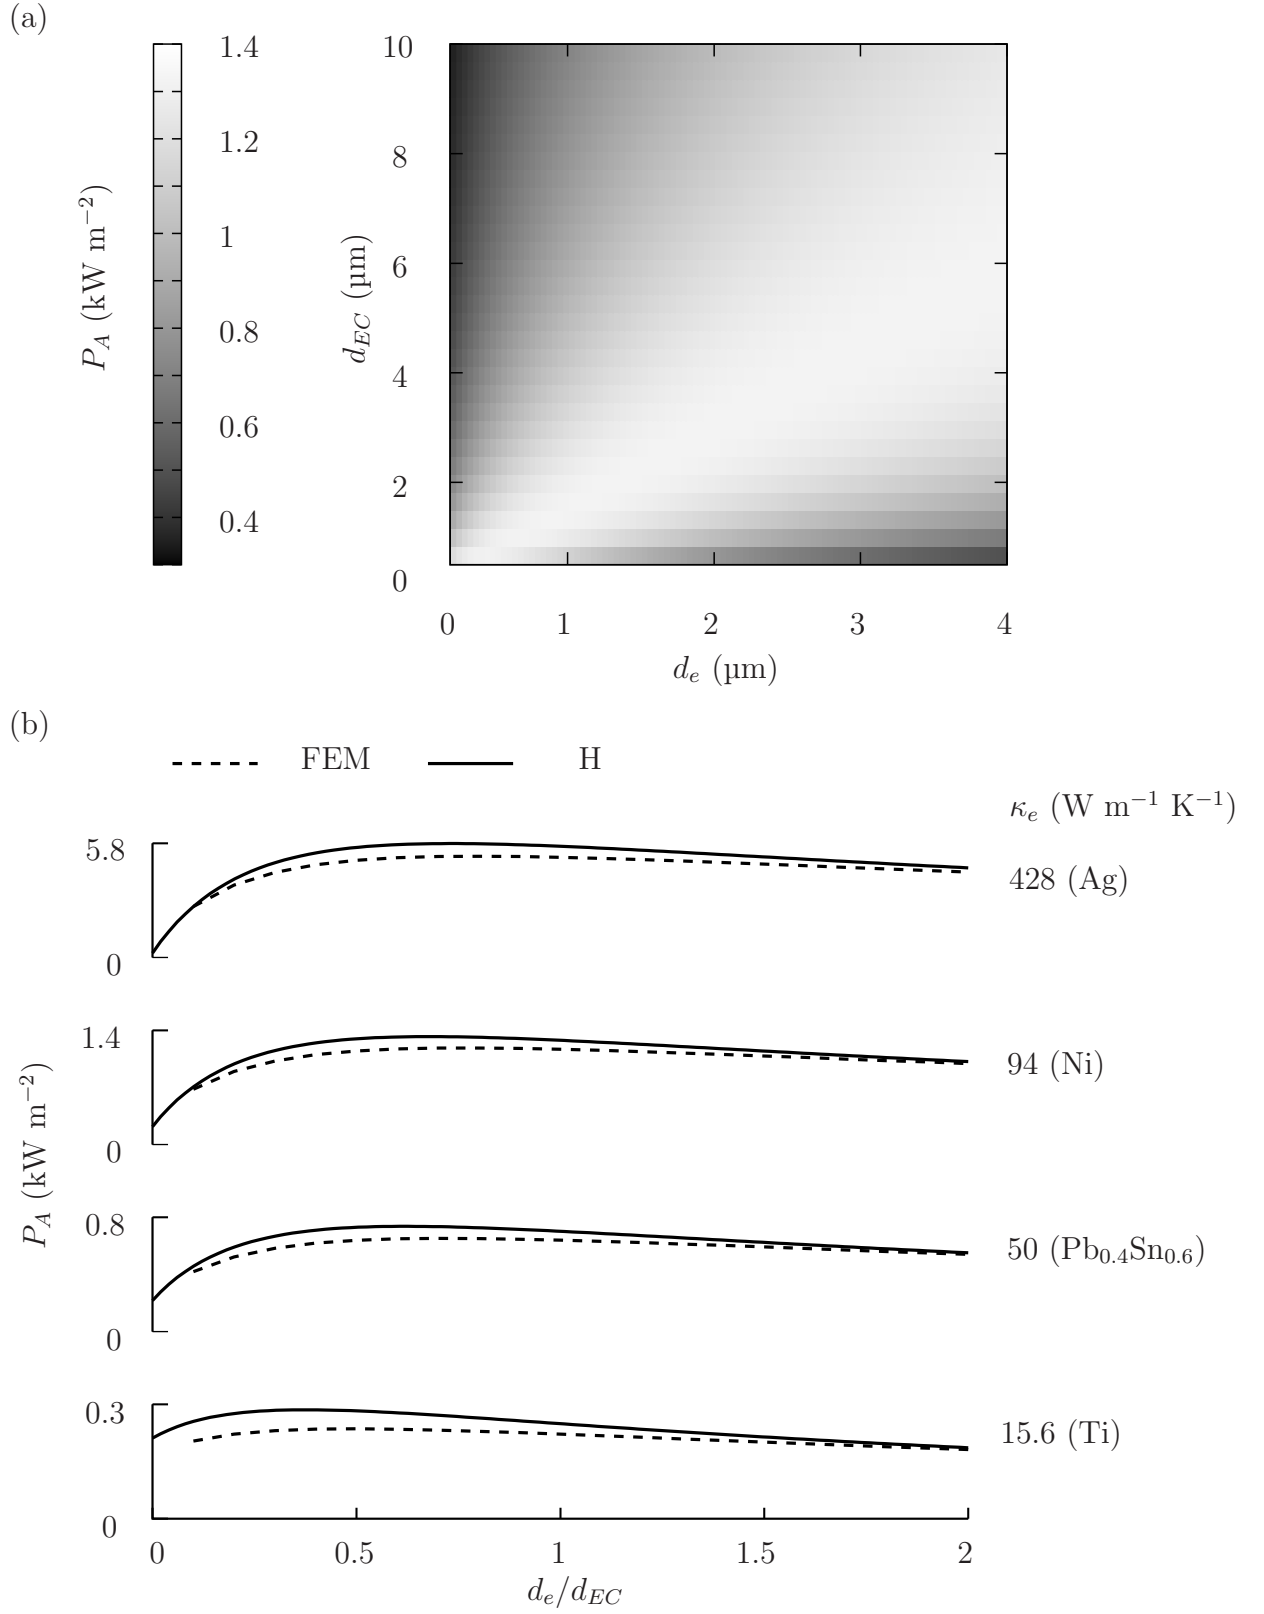 (a)
P_A (kW m⁻²)
1.4
1.2
1
0.8
0.6
0.4
d_EC (µm)
10
8
6
4
2
0
0 1 2 3 4
d_e (µm)
(b)
FEM H
κ_e (W m⁻¹ K⁻¹)
P_A (kW m⁻²)
5.8
0
428 (Ag)
1.4
0
94 (Ni)
0.8
0
50 (Pb₀.₄Sn₀.₆)
0.3
0
15.6 (Ti)
0 0.5 1 1.5 2
d_e/d_EC